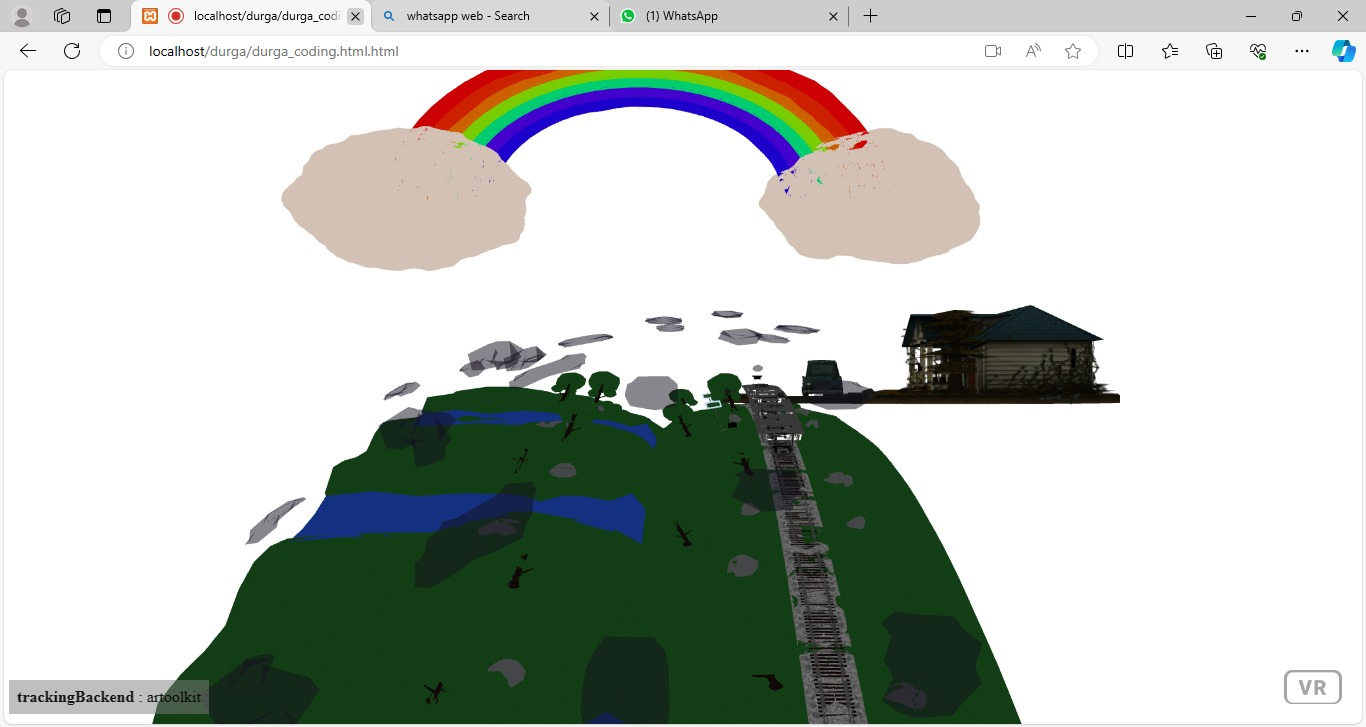 localhost/durga/durga_codi
whatsapp web - Search
(1) WhatsApp
localhost/durga/durga_coding.html.html
trackingBackend : artoolkit
VR